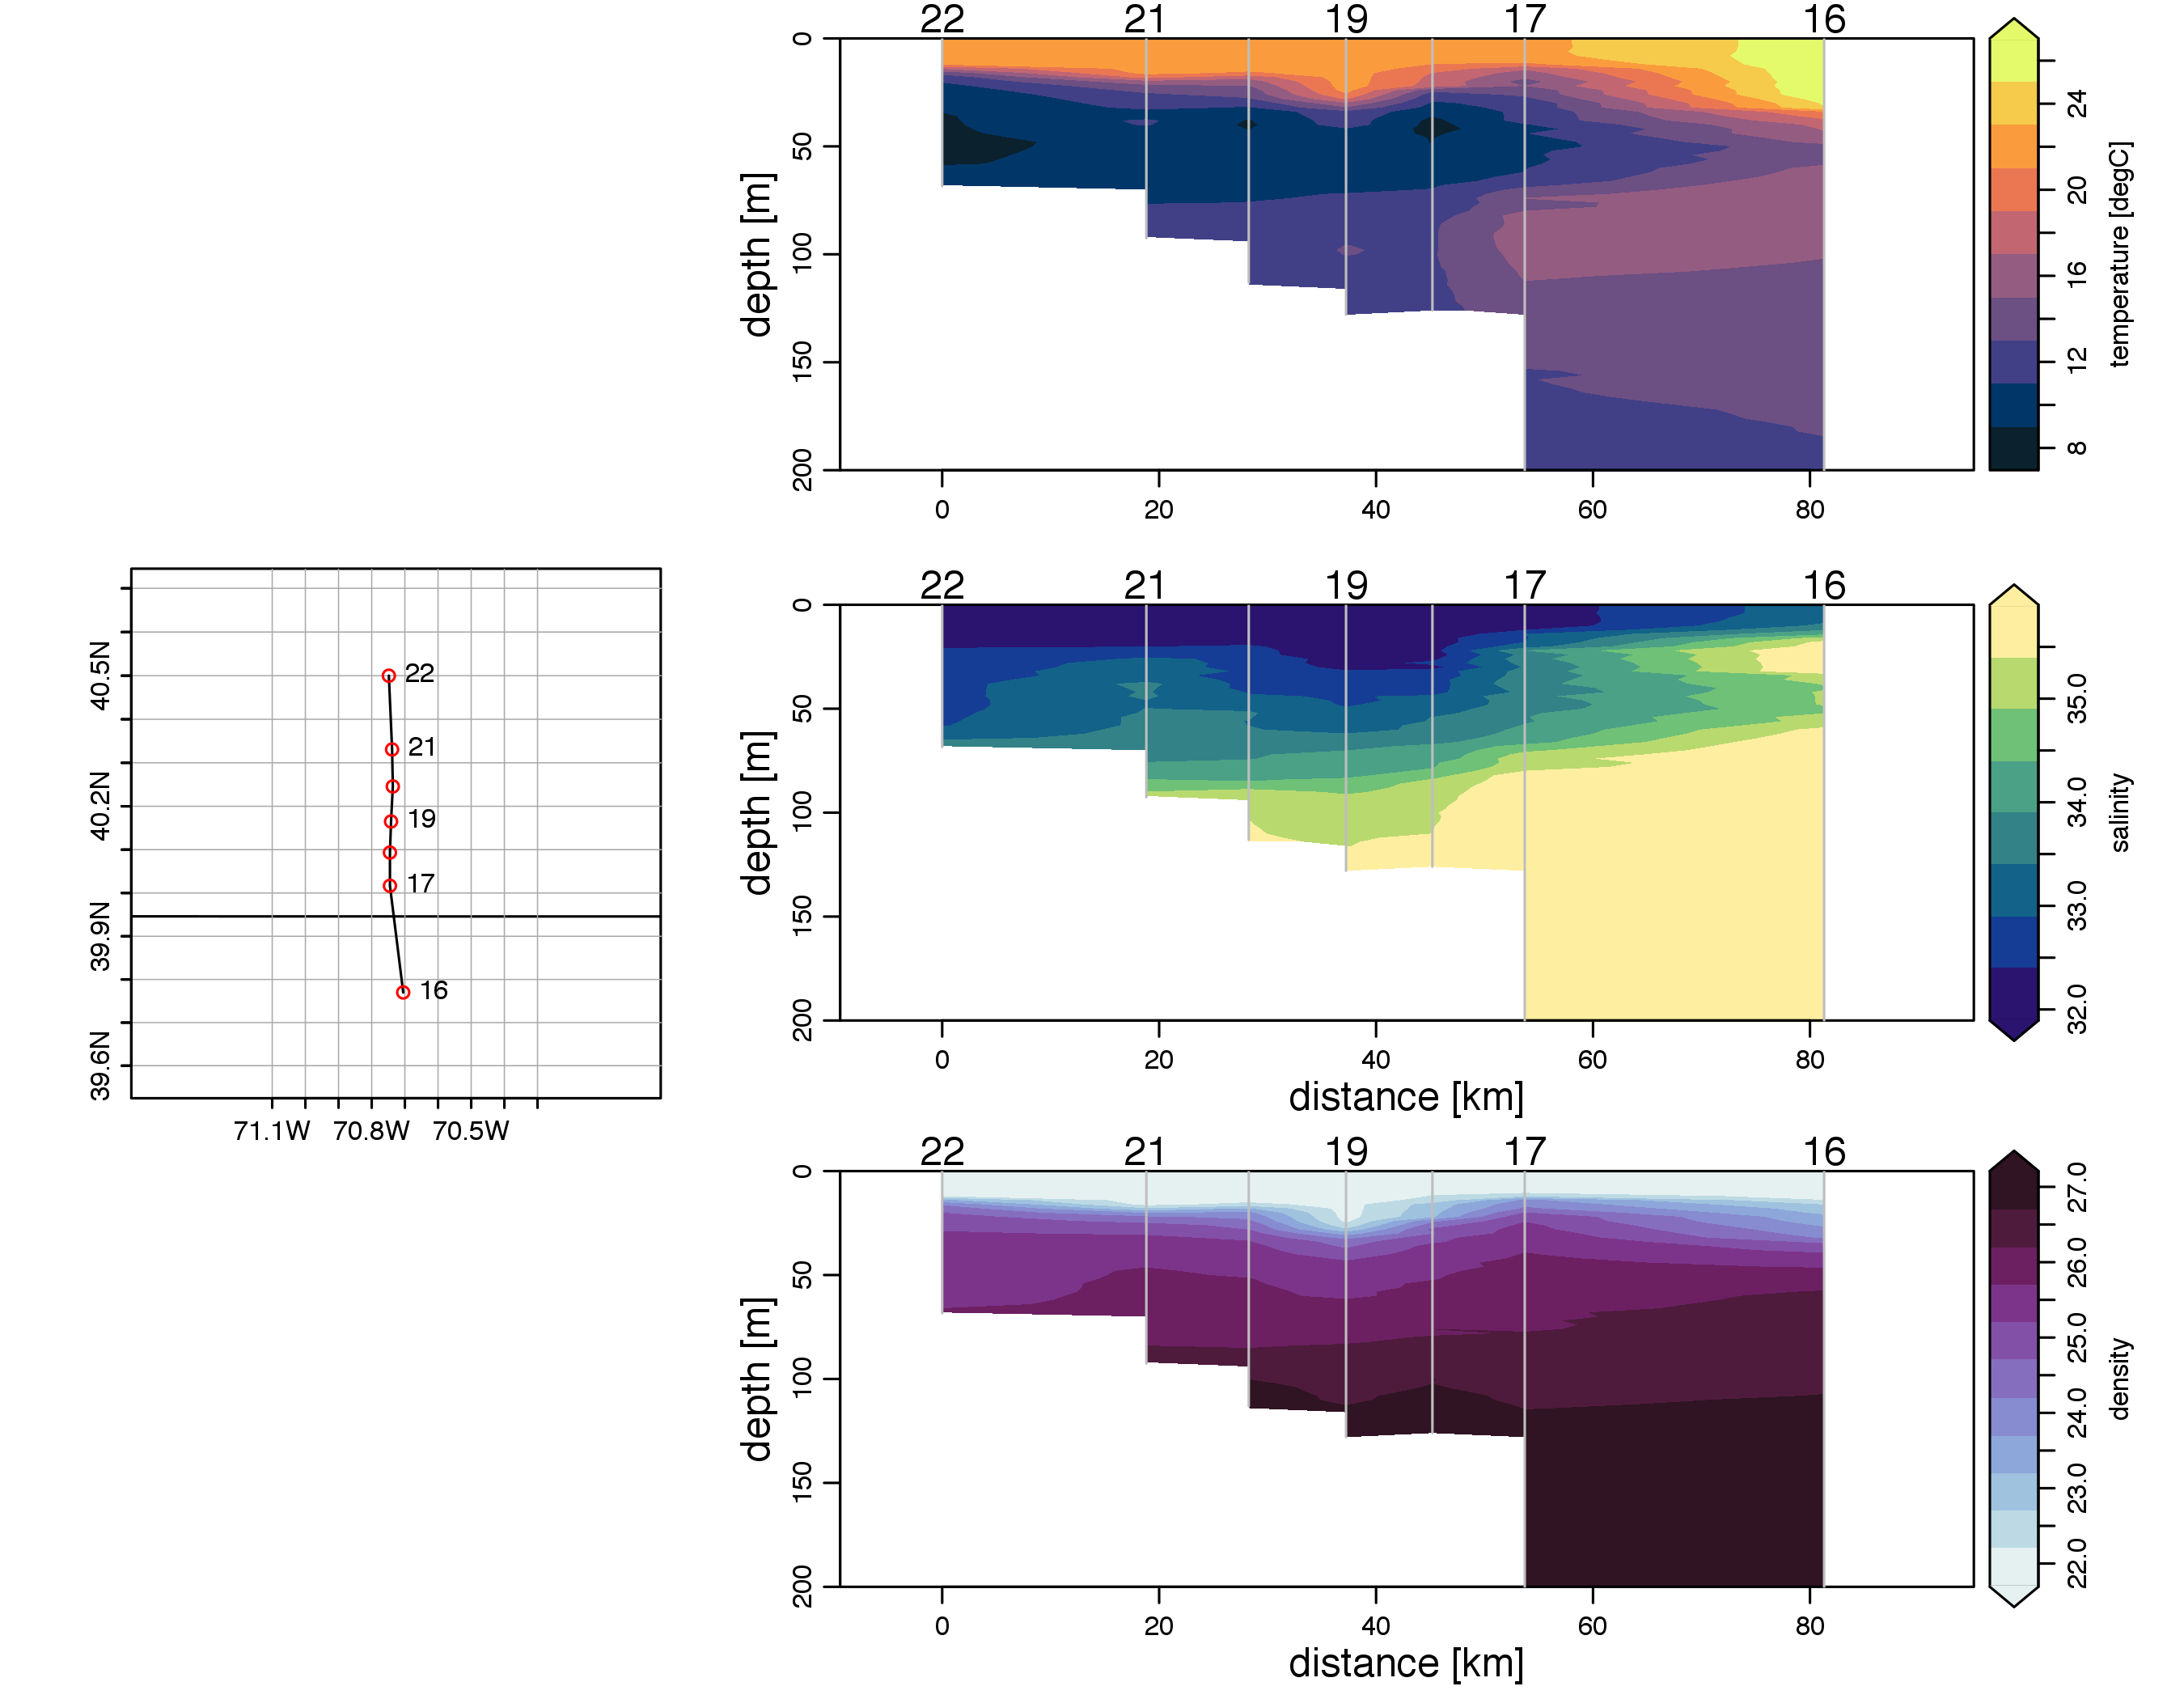 22 21 19 17 16
0 50 100 150 200
depth [m]
0 20 40 60 80
8 12 16 20 24
temperature [degC]
40.5N
40.2N
39.9N
39.6N
22
21
19
17
16
71.1W 70.8W 70.5W
22 21 19 17 16
0 50 100 150 200
depth [m]
0 20 40 60 80
distance [km]
32.0 33.0 34.0 35.0
salinity
22 21 19 17 16
0 50 100 150 200
depth [m]
0 20 40 60 80
distance [km]
22.0 23.0 24.0 25.0 26.0 27.0
density